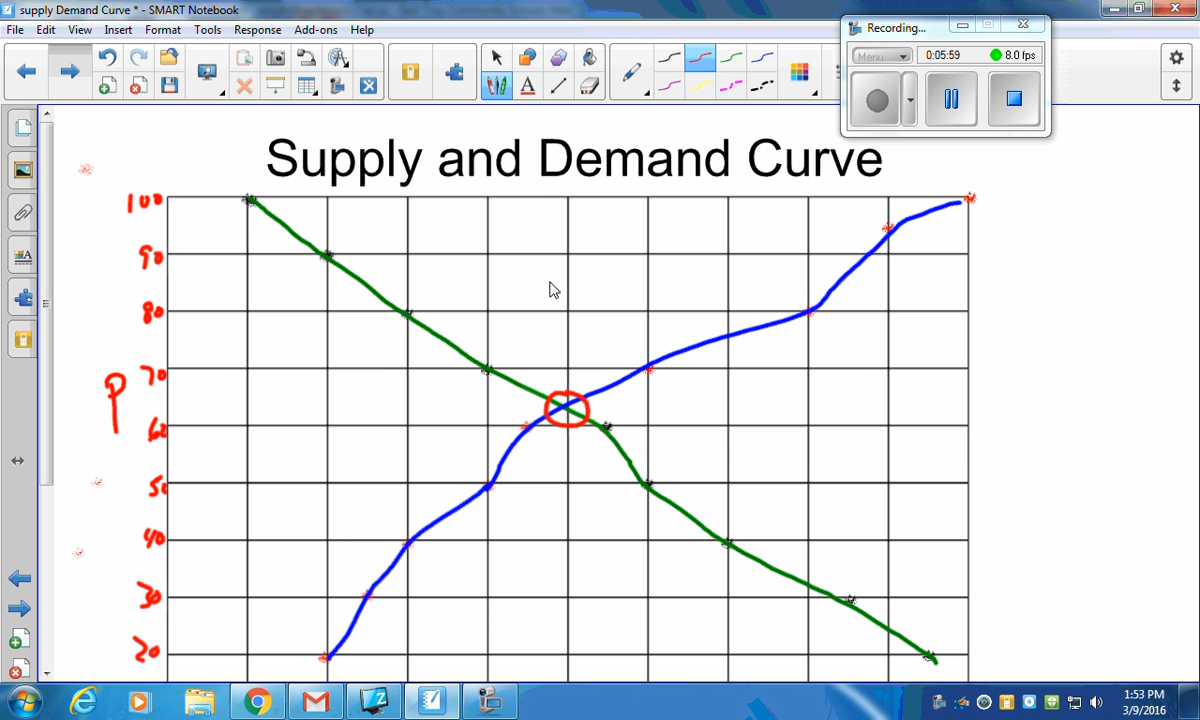 supply Demand Curve * - SMART Notebook
File Edit View Insert Format Tools Response Add-ons Help
Recording...
Menu
0:05:59
8.0 fps
Supply and Demand Curve
100
90
80
70
P
60
50
40
30
20
1:53 PM
3/9/2016